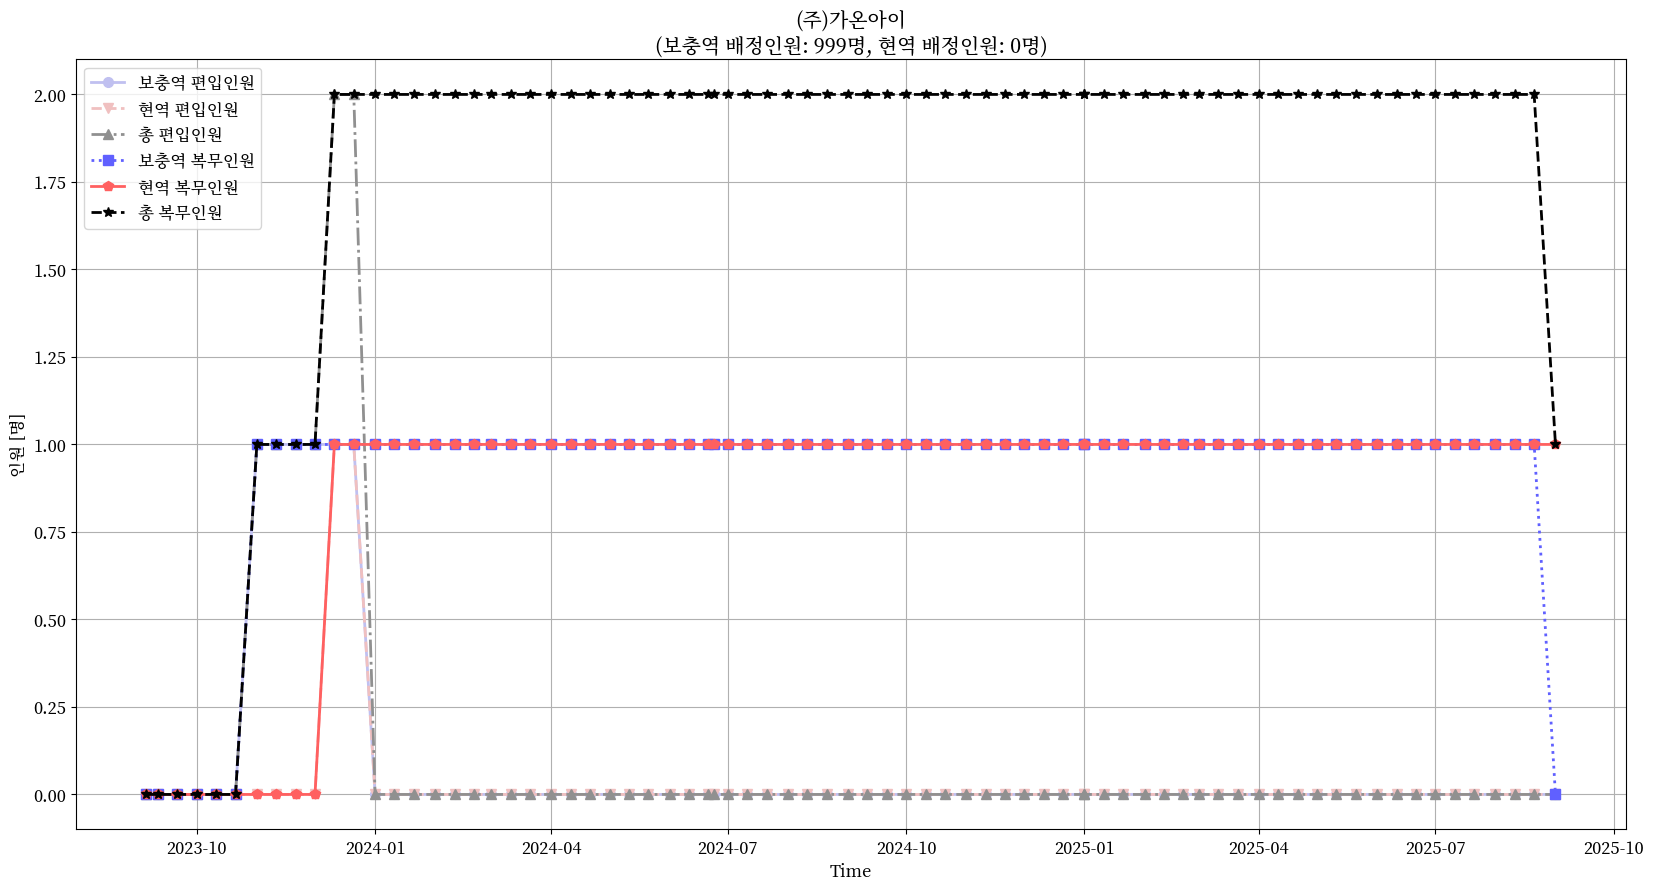 (주)가온아이
(보충역 배정인원: 999명, 현역 배정인원: 0명)
보충역 편입인원
현역 편입인원
총 편입인원
보충역 복무인원
현역 복무인원
총 복무인원
2.00
1.75
1.50
1.25
1.00
0.75
0.50
0.25
0.00
인원 [명]
2023-10 2024-01 2024-04 2024-07 2024-10 2025-01 2025-04 2025-07 2025-10
Time